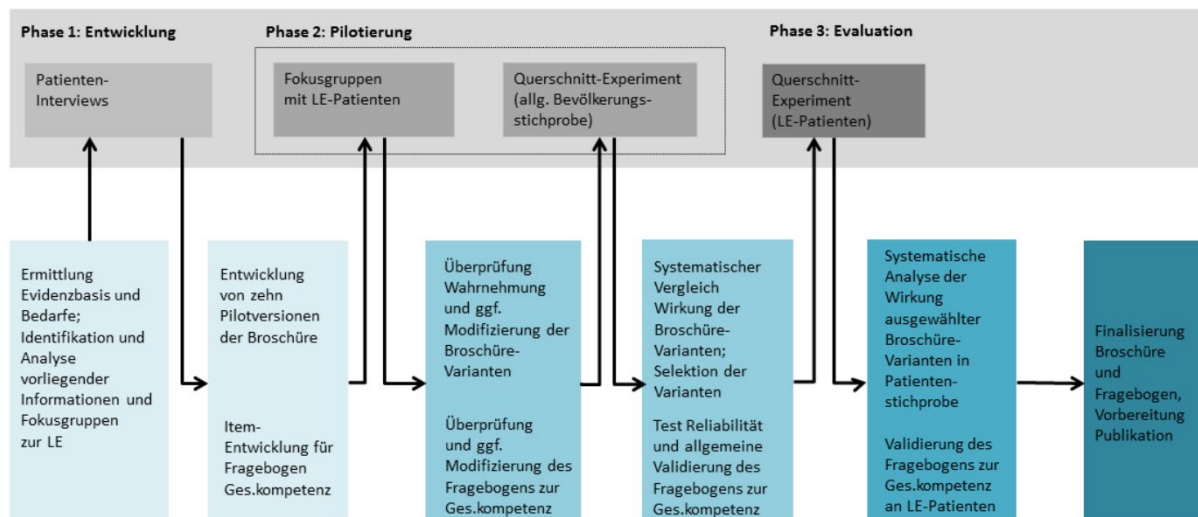 Phase 1: Entwicklung
Phase 2: Pilotierung
Phase 3: Evaluation
Patienten-
Interviews
Fokusgruppen
mit LE-Patienten
Querschnitt-Experiment
(allg. Bevölkerungs-
stichprobe)
Querschnitt-
Experiment
(LE-Patienten)
Ermittlung
Evidenzbasis und
Bedarfe;
Identifikation und
Analyse
vorliegender
Informationen und
Fokusgruppen
zur LE
Entwicklung
von zehn
Pilotversionen
der Broschüre
Item-
Entwicklung für
Fragebogen
Ges.kompetenz
Überprüfung
Wahrnehmung
und ggf.
Modifizierung der
Broschüre-
Varianten
Überprüfung
und ggf.
Modifizierung des
Fragebogens zur
Ges.kompetenz
Systematischer
Vergleich
Wirkung der
Broschüre-
Varianten;
Selektion der
Varianten
Test Reliabilität
und allgemeine
Validierung des
Fragebogens zur
Ges.kompetenz
Systematische
Analyse der
Wirkung
ausgewählter
Broschüre-
Varianten in
Patienten-
stichprobe
Validierung des
Fragebogens zur
Ges.kompetenz
an LE-Patienten
Finalisierung
Broschüre
und
Fragebogen,
Vorbereitung
Publikation